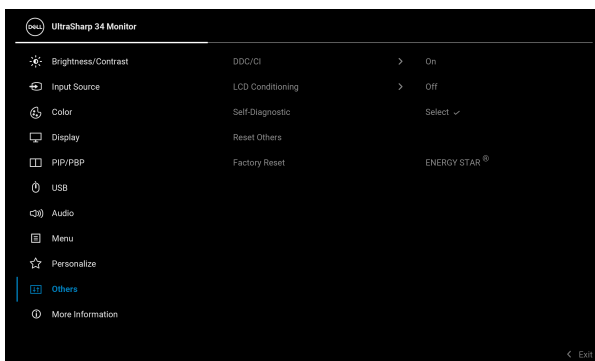 DELL UltraSharp 34 Monitor
Brightness/Contrast DDC/CI > On
Input Source LCD Conditioning > Off
Color Self-Diagnostic Select ✓
Display Reset Others
PIP/PBP Factory Reset ENERGY STAR®
USB
Audio
Menu
Personalize
Others
More Information
< Exit